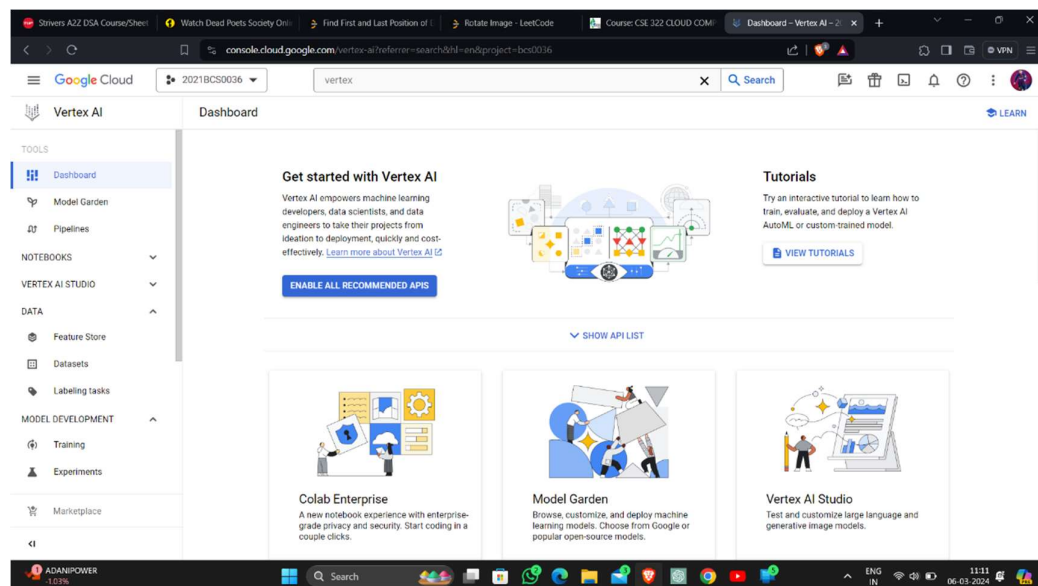 Strivers A2Z DSA Course/Sheet
Watch Dead Poets Society Onli
Find First and Last Position of E
Rotate Image - LeetCode
Course: CSE 322 CLOUD COMP
Dashboard – Vertex AI – 2
console.cloud.google.com/vertex-ai?referrer=search&hl=en&project=bcs0036
VPN
Google Cloud
2021BCS0036
vertex
Search
Vertex AI
Dashboard
LEARN
TOOLS
Dashboard
Model Garden
Pipelines
NOTEBOOKS
VERTEX AI STUDIO
DATA
Feature Store
Datasets
Labeling tasks
MODEL DEVELOPMENT
Training
Experiments
Marketplace
Get started with Vertex AI
Vertex AI empowers machine learning
developers, data scientists, and data
engineers to take their projects from
ideation to deployment, quickly and cost-
effectively. Learn more about Vertex AI
ENABLE ALL RECOMMENDED APIS
Tutorials
Try an interactive tutorial to learn how to
train, evaluate, and deploy a Vertex AI
AutoML or custom-trained model.
VIEW TUTORIALS
SHOW API LIST
Colab Enterprise
A new notebook experience with enterprise-
grade privacy and security. Start coding in a
couple clicks.
Model Garden
Browse, customize, and deploy machine
learning models. Choose from Google or
popular open-source models.
Vertex AI Studio
Test and customize large language and
generative image models.
ADANIPOWER
-1.03%
Search
ENG
IN
11:11
06-03-2024